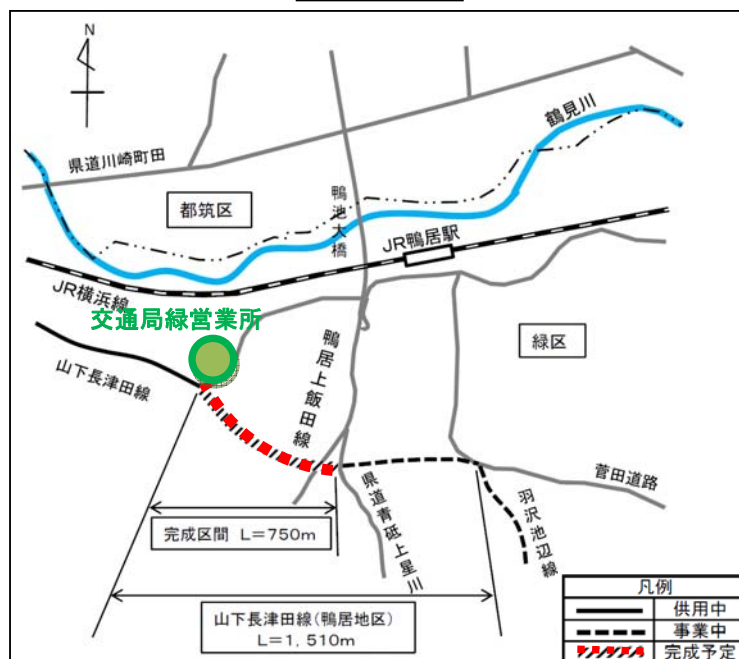 N
鶴見川
県道川崎町田
都筑区
鴨池大橋
JR鴨居駅
JR横浜線
交通局緑営業所
緑区
山下長津田線
鴨居上飯田線
菅田道路
県道青砥上星川
羽沢池辺線
完成区間 L=750m
山下長津田線(鴨居地区)
L=1,510m
凡例
供用中
事業中
完成予定